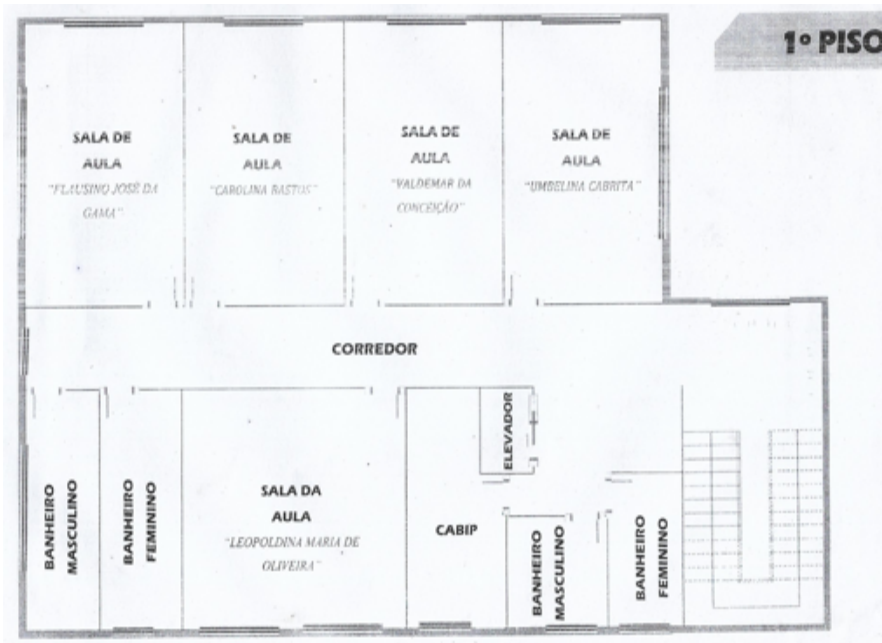 1º PISO
SALA DE
AULA
"FLAUSINO JOSÉ DA
GAMA"
SALA DE
AULA
"CAROLINA BASTOS"
SALA DE
AULA
"VALDEMAR DA
CONCEIÇÃO"
SALA DE
AULA
"UMBELINA CABRITA"
CORREDOR
BANHEIRO
MASCULINO
BANHEIRO
FEMININO
SALA DA
AULA
"LEOPOLDINA MARIA DE
OLIVEIRA"
CABIP
ELEVADOR
BANHEIRO
MASCULINO
BANHEIRO
FEMININO